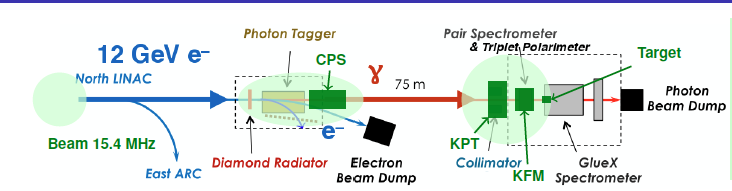 12 GeV e–
North LINAC
Beam 15.4 MHz
East ARC
Photon Tagger
CPS
γ
75 m
e–
Diamond Radiator
Electron
Beam Dump
Pair Spectrometer
& Triplet Polarimeter
Target
Photon
Beam Dump
KPT
Collimator
KFM
GlueX
Spectrometer